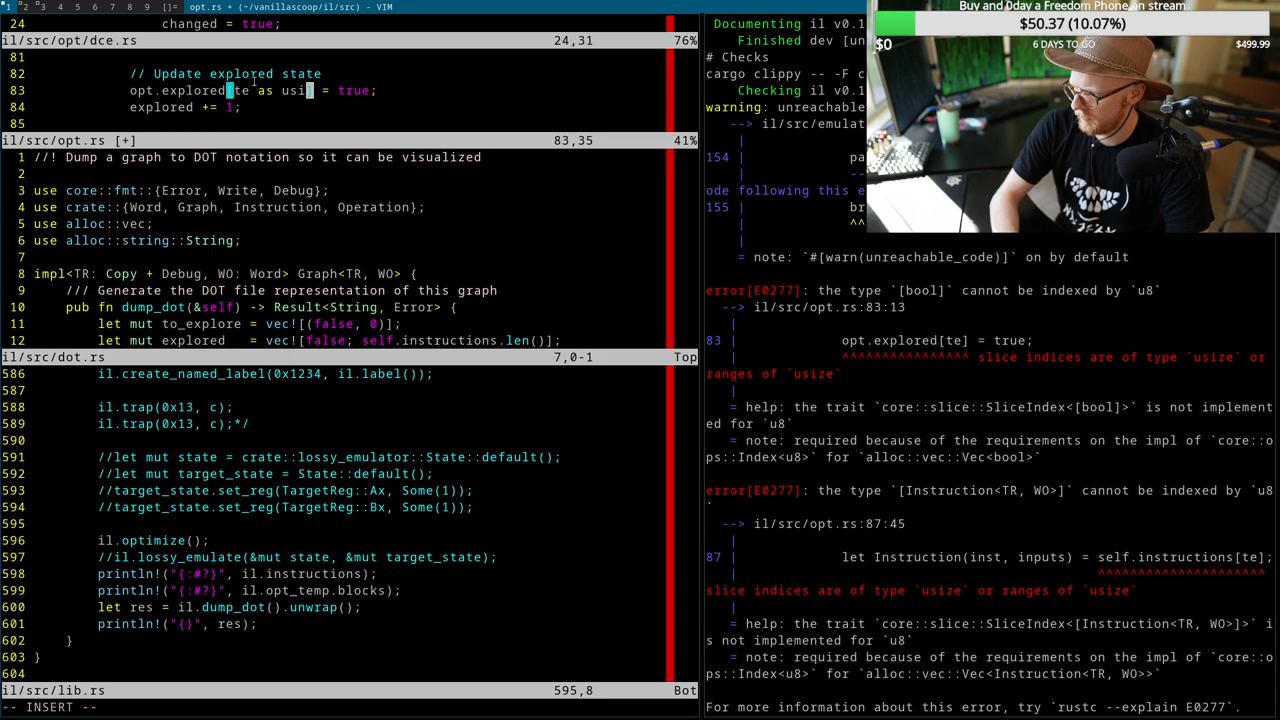 1 2 3 4 5 6 7 8 9 []= opt.rs + (~/vanillascoop/il/src) - VIM
24 changed = true;
il/src/opt/dce.rs 24,31 76%
81
82 // Update explored state
83 opt.explored[te as usi] = true;
84 explored += 1;
85
il/src/opt.rs [+] 83,35 41%
1 //! Dump a graph to DOT notation so it can be visualized
2
3 use core::fmt::{Error, Write, Debug};
4 use crate::{Word, Graph, Instruction, Operation};
5 use alloc::vec;
6 use alloc::string::String;
7
8 impl<TR: Copy + Debug, WO: Word> Graph<TR, WO> {
9 /// Generate the DOT file representation of this graph
10 pub fn dump_dot(&self) -> Result<String, Error> {
11 let mut to_explore = vec![(false, 0)];
12 let mut explored = vec![false; self.instructions.len()];
il/src/dot.rs 7,0-1 Top
586 il.create_named_label(0x1234, il.label());
587
588 il.trap(0x13, c);
589 il.trap(0x13, c);*/
590
591 //let mut state = crate::lossy_emulator::State::default();
592 //let mut target_state = State::default();
593 //target_state.set_reg(TargetReg::Ax, Some(1));
594 //target_state.set_reg(TargetReg::Bx, Some(1));
595
596 il.optimize();
597 //il.lossy_emulate(&mut state, &mut target_state);
598 println!("{:#?}", il.instructions);
599 println!("{:#?}", il.opt_temp.blocks);
600 let res = il.dump_dot().unwrap();
601 println!("{}", res);
602 }
603 }
604
il/src/lib.rs 595,8 Bot
-- INSERT --
Documenting il v0.1
Finished dev [un
# Checks
cargo clippy -- -F c
Checking il v0.1
warning: unreachable
--> il/src/emulat
|
154 | pa
| --
ode following this e
155 | br
| ^^
|
= note: `#[warn(unreachable_code)]` on by default
error[E0277]: the type `[bool]` cannot be indexed by `u8`
--> il/src/opt.rs:83:13
|
83 | opt.explored[te] = true;
| ^^^^^^^^^^^^^^^^ slice indices are of type `usize` or
ranges of `usize`
|
= help: the trait `core::slice::SliceIndex<[bool]>` is not implement
ed for `u8`
= note: required because of the requirements on the impl of `core::o
ps::Index<u8>` for `alloc::vec::Vec<bool>`
error[E0277]: the type `[Instruction<TR, WO>]` cannot be indexed by `u8
`
--> il/src/opt.rs:87:45
|
87 | let Instruction(inst, inputs) = self.instructions[te];
| ^^^^^^^^^^^^^^^^^^^^^
slice indices are of type `usize` or ranges of `usize`
|
= help: the trait `core::slice::SliceIndex<[Instruction<TR, WO>]>` i
s not implemented for `u8`
= note: required because of the requirements on the impl of `core::o
ps::Index<u8>` for `alloc::vec::Vec<Instruction<TR, WO>>`
For more information about this error, try `rustc --explain E0277`.
Buy and 0day a Freedom Phone on stream
$50.37 (10.07%)
$0 6 DAYS TO GO $499.99